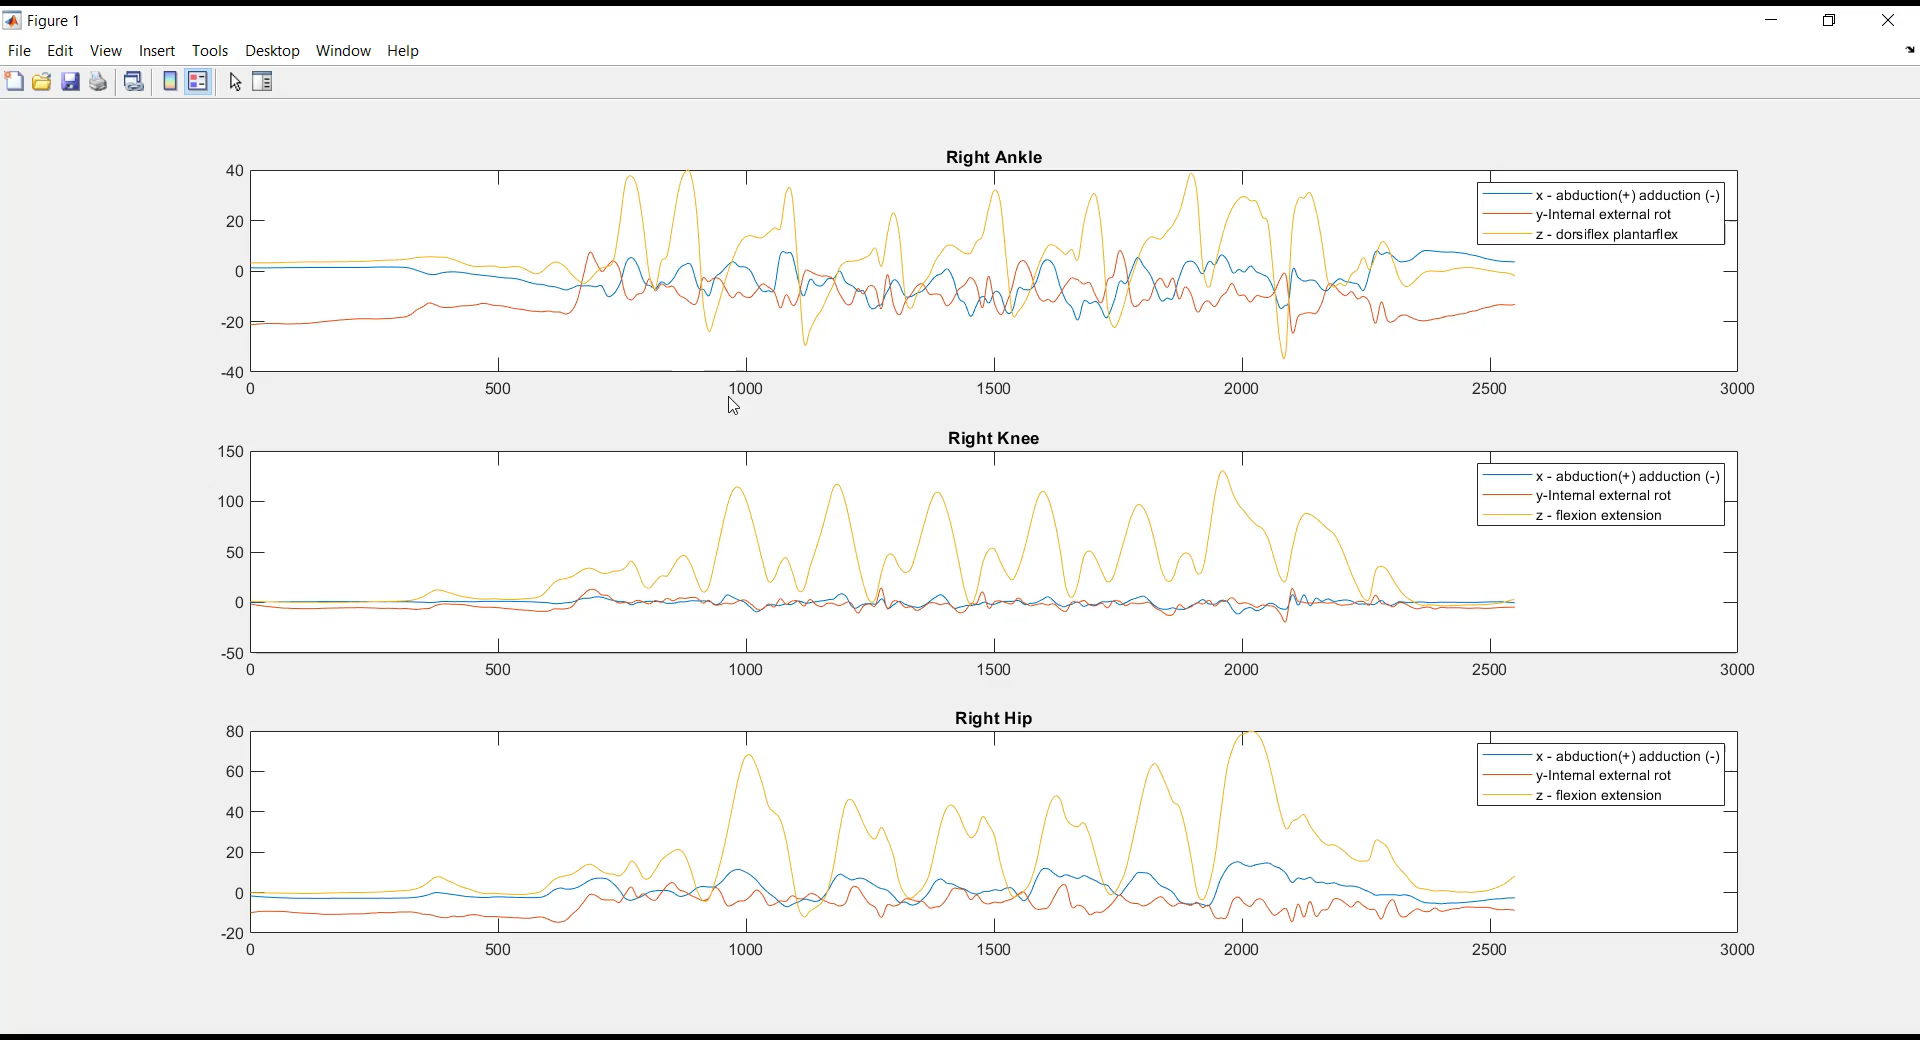 Figure 1
File Edit View Insert Tools Desktop Window Help
Right Ankle
40
20
0
-20
-40
0 500 1000 1500 2000 2500 3000
x - abduction(+) adduction (-)
y-Internal external rot
z - dorsiflex plantarflex
Right Knee
150
100
50
0
-50
0 500 1000 1500 2000 2500 3000
x - abduction(+) adduction (-)
y-Internal external rot
z - flexion extension
Right Hip
80
60
40
20
0
-20
0 500 1000 1500 2000 2500 3000
x - abduction(+) adduction (-)
y-Internal external rot
z - flexion extension